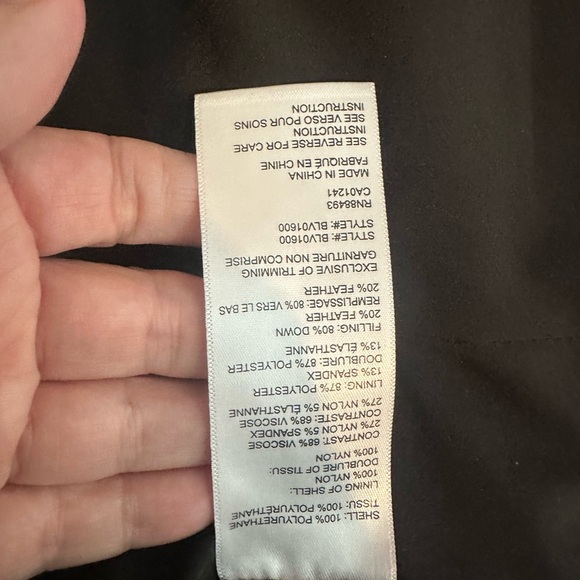 SHELL: 100% POLYURETHANE
TISSU: 100% POLYURÉTHANE
LINING OF SHELL:
100% NYLON
DOUBLURE OF TISSU:
100% NYLON
CONTRAST: 68% VISCOSE
27% NYLON 5% SPANDEX
CONTRASTE: 68% VISCOSE
27% NYLON 5% ÉLASTHANNE
LINING: 87% POLYESTER
13% SPANDEX
DOUBLURE: 87% POLYESTER
13% ÉLASTHANNE
FILLING: 80% DOWN
20% FEATHER
REMPLISSAGE: 80% VERS LE BAS
20% FEATHER
EXCLUSIVE OF TRIMMING
GARNITURE NON COMPRISE
STYLE#: BLV01600
STYLE#: BLV01600
RN88493
CA01241
MADE IN CHINA
FABRIQUÉ EN CHINE
SEE REVERSE FOR CARE
INSTRUCTION
SEE VERSO POUR SOINS
INSTRUCTION